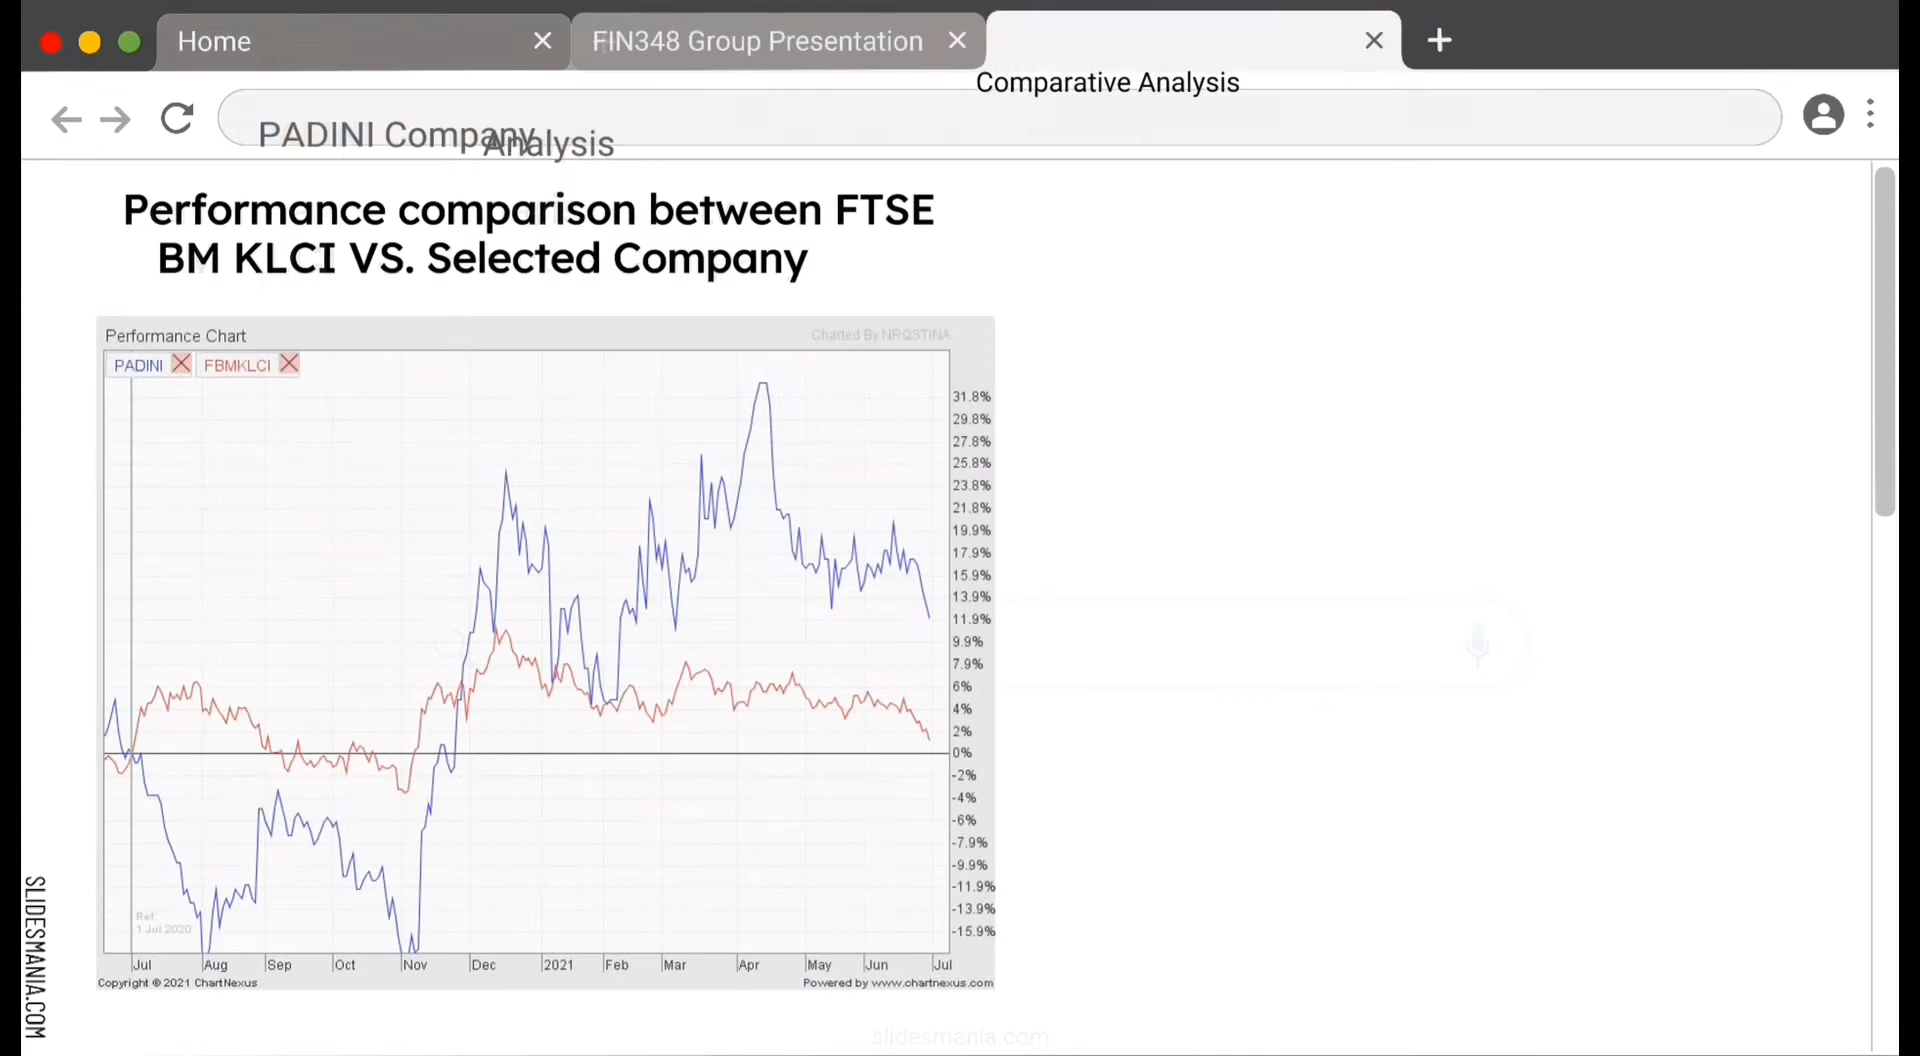 Home
FIN348 Group Presentation
Comparative Analysis
PADINI Company
Analysis
Performance comparison between FTSE
BM KLCI VS. Selected Company
Performance Chart
Charted By NRQSTINA
PADINI
FBMKLCI
31.8%
29.8%
27.8%
25.8%
23.8%
21.8%
19.9%
17.9%
15.9%
13.9%
11.9%
9.9%
7.9%
6%
4%
2%
0%
-2%
-4%
-6%
-7.9%
-9.9%
-11.9%
-13.9%
-15.9%
Ref.
1 Jul 2020
Jul Aug Sep Oct Nov Dec 2021 Feb Mar Apr May Jun Jul
Copyright © 2021 ChartNexus
Powered by www.chartnexus.com
SLIDESMANIA.COM
slidesmania.com